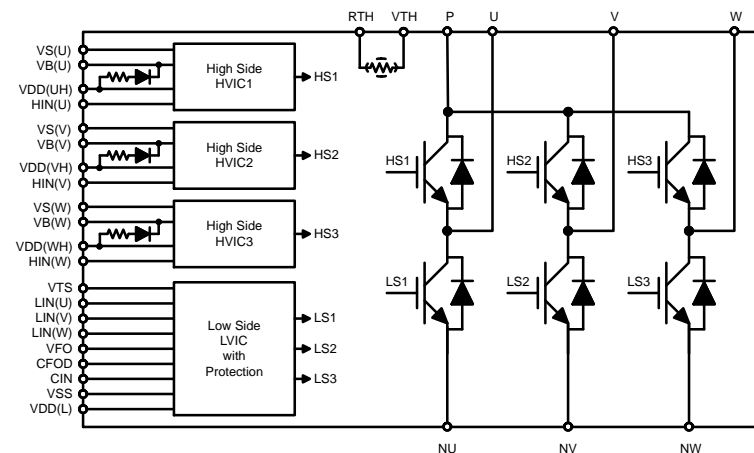 RTH VTH P U V W
VS(U)
VB(U)
VDD(UH)
HIN(U)
High Side
HVIC1
HS1
VS(V)
VB(V)
VDD(VH)
HIN(V)
High Side
HVIC2
HS2
VS(W)
VB(W)
VDD(WH)
HIN(W)
High Side
HVIC3
HS3
VTS
LIN(U)
LIN(V)
LIN(W)
VFO
CFOD
CIN
VSS
VDD(L)
Low Side
LVIC
with
Protection
LS1
LS2
LS3
HS1 HS2 HS3
LS1 LS2 LS3
NU NV NW